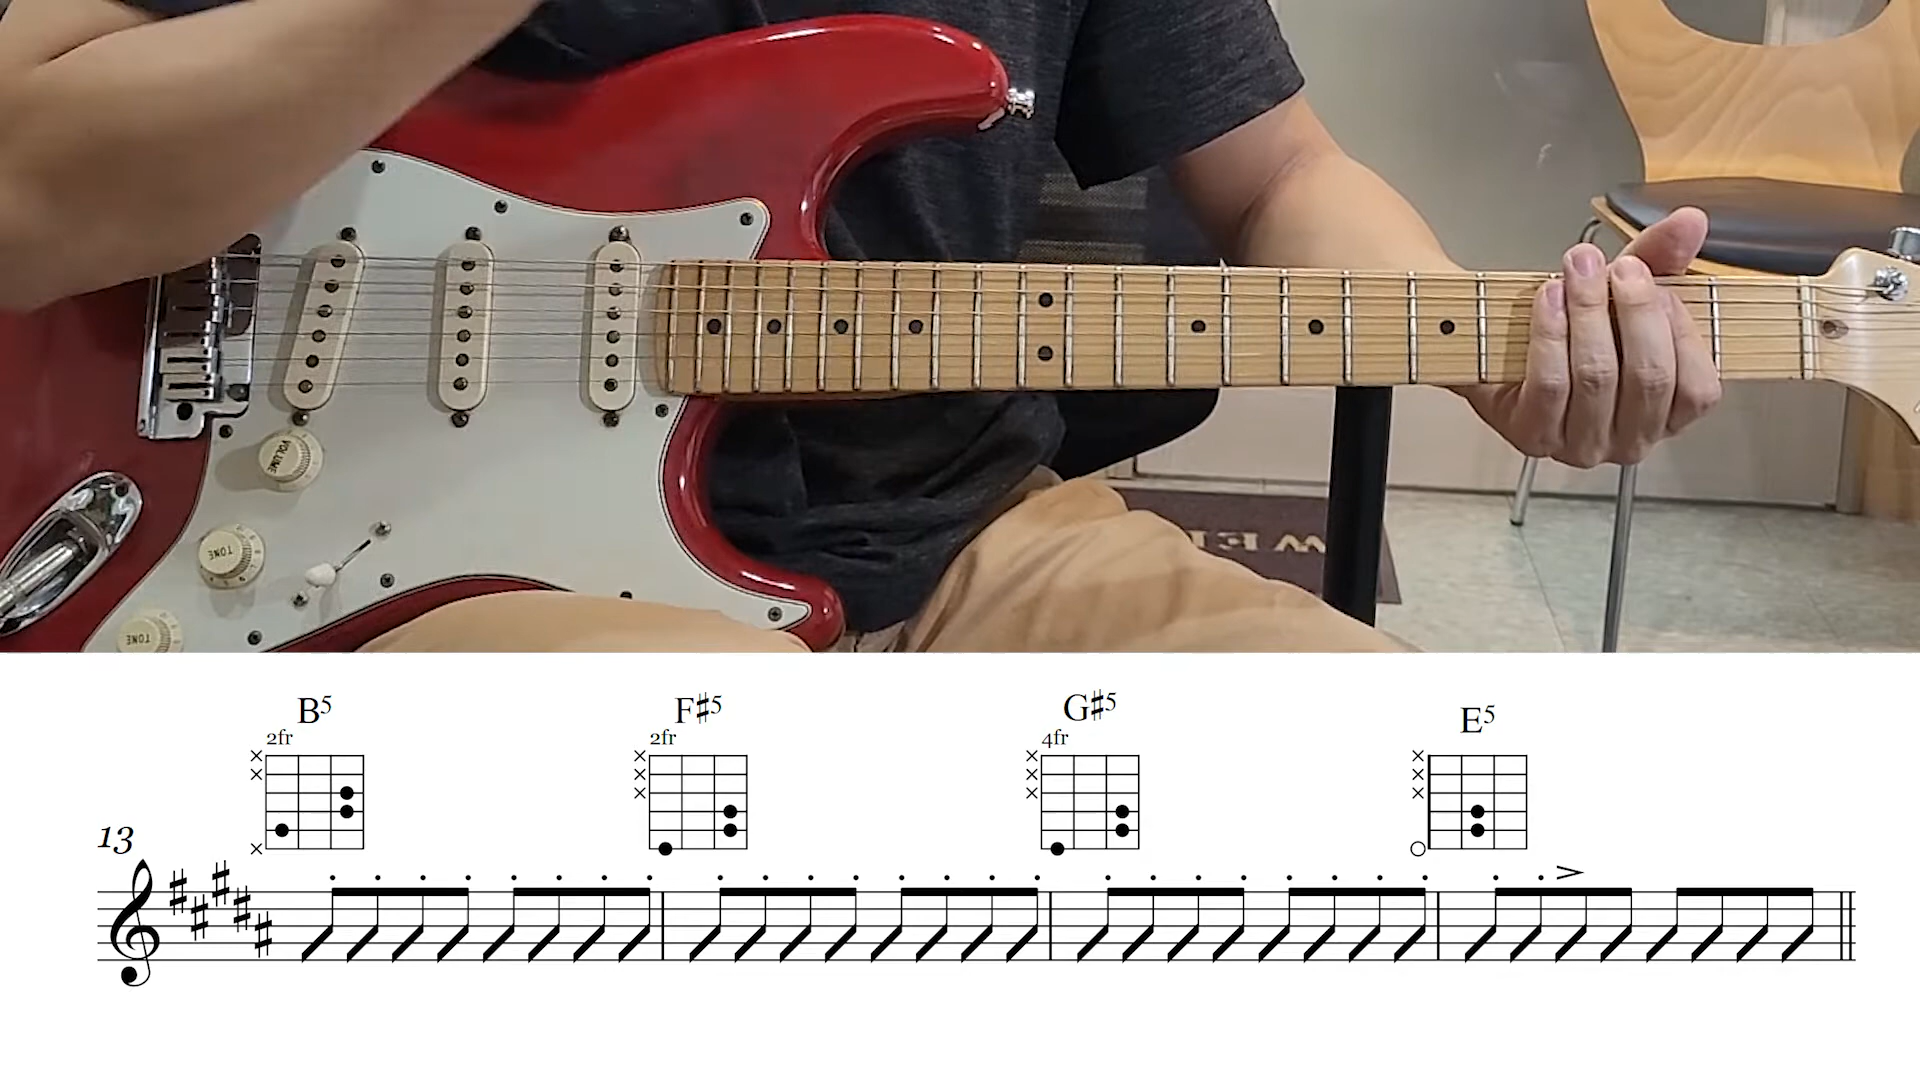 VOLUME
TONE
TONE
B5 F♯5 G♯5 E5
2fr 2fr 4fr
13